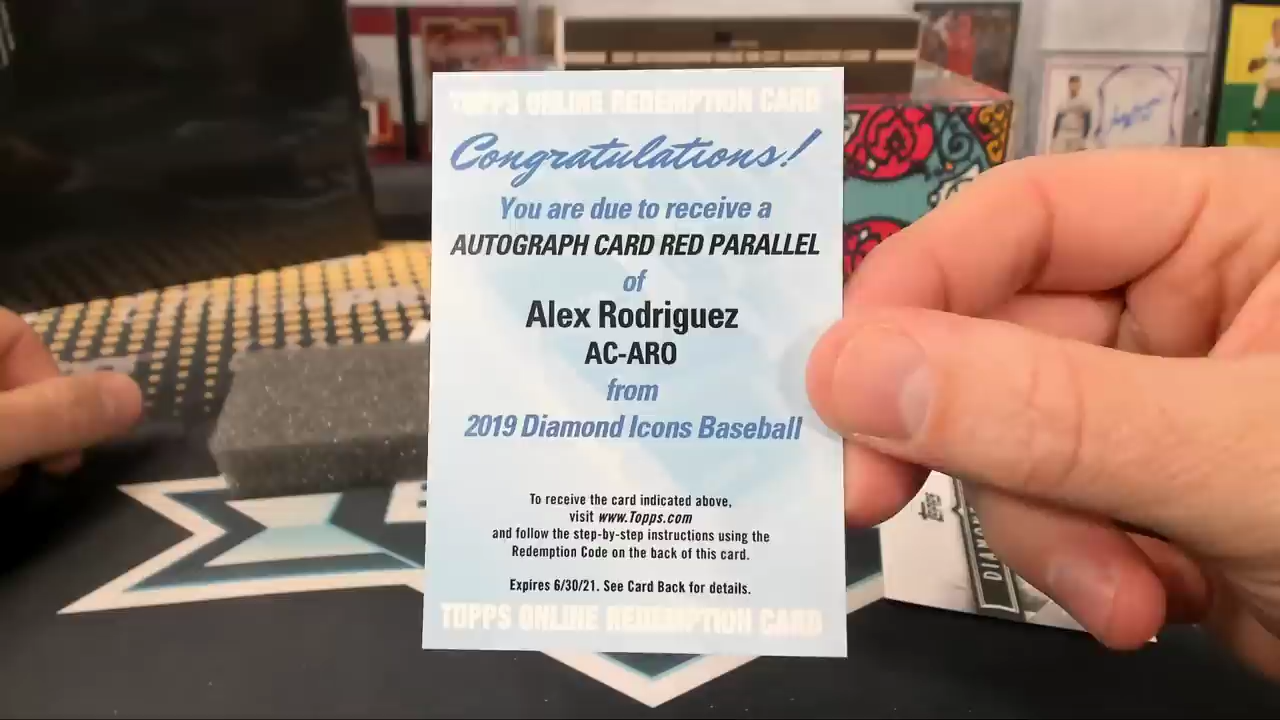 TOPPS ONLINE REDEMPTION CARD
Congratulations!
You are due to receive a
AUTOGRAPH CARD RED PARALLEL
of
Alex Rodriguez
AC-ARO
from
2019 Diamond Icons Baseball
To receive the card indicated above,
visit www.Topps.com
and follow the step-by-step instructions using the
Redemption Code on the back of this card.
Expires 6/30/21. See Card Back for details.
TOPPS ONLINE REDEMPTION CARD
Topps